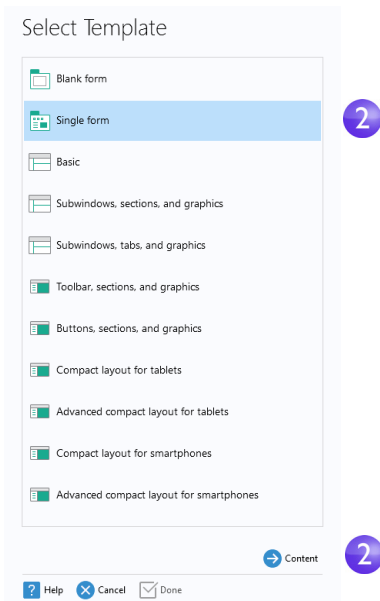 Select Template
Blank form
Single form
2
Basic
Subwindows, sections, and graphics
Subwindows, tabs, and graphics
Toolbar, sections, and graphics
Buttons, sections, and graphics
Compact layout for tablets
Advanced compact layout for tablets
Compact layout for smartphones
Advanced compact layout for smartphones
Content
2
? Help Cancel Done